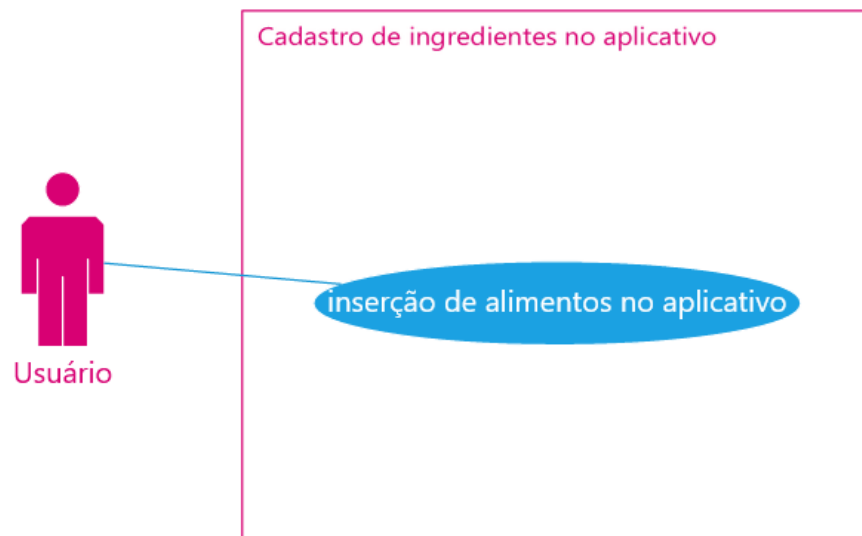 Cadastro de ingredientes no aplicativo
inserção de alimentos no aplicativo
Usuário